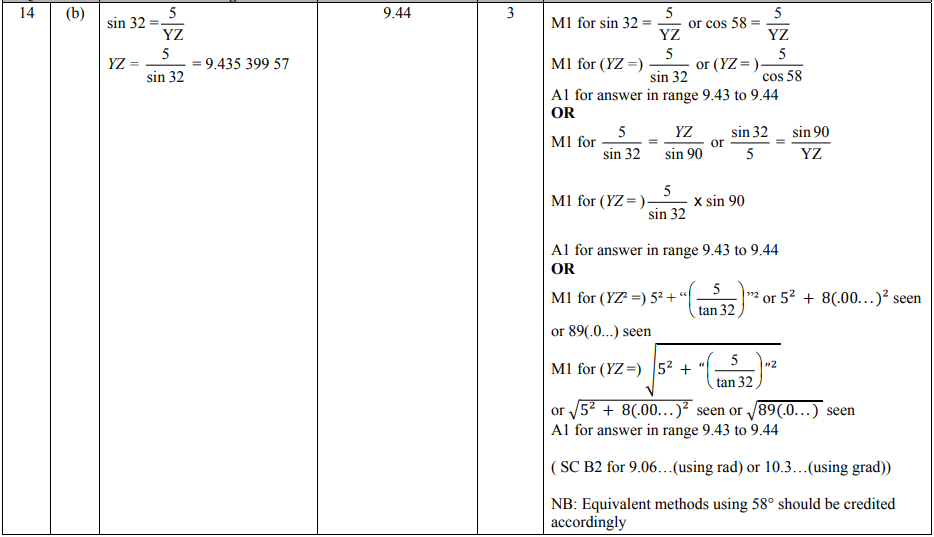 14 (b) sin 32 = 5/YZ 9.44 3 M1 for sin 32 = 5/YZ or cos 58 = 5/YZ
YZ = 5/sin 32 = 9.435 399 57 M1 for (YZ =) 5/sin 32 or (YZ = ) 5/cos 58
A1 for answer in range 9.43 to 9.44
OR
M1 for 5/sin 32 = YZ/sin 90 or sin 32/5 = sin 90/YZ
M1 for (YZ = ) 5/sin 32 x sin 90
A1 for answer in range 9.43 to 9.44
OR
M1 for (YZ² =) 5² + “(5/tan 32)”² or 5² + 8(.00...)² seen
or 89(.0...) seen
M1 for (YZ =) √(5² + “(5/tan 32)”²)
or √(5² + 8(.00...)²) seen or √(89(.0...)) seen
A1 for answer in range 9.43 to 9.44
( SC B2 for 9.06…(using rad) or 10.3…(using grad))
NB: Equivalent methods using 58° should be credited
accordingly